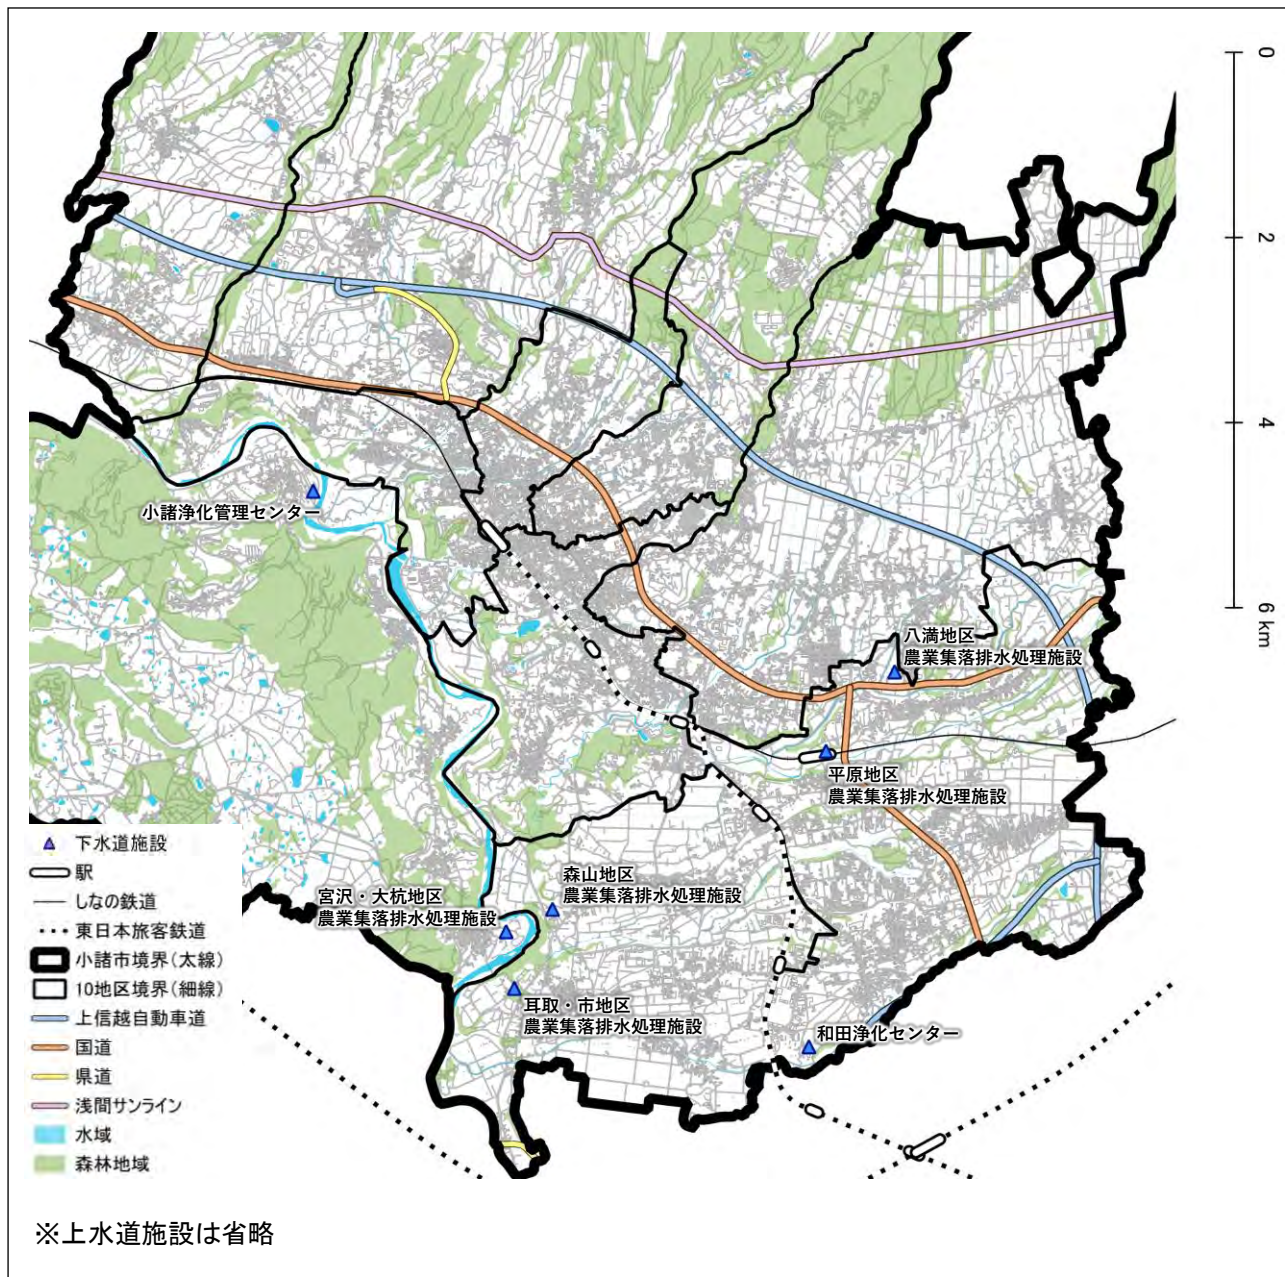 0
2
4
6 km
小諸浄化管理センター
八満地区
農業集落排水処理施設
平原地区
農業集落排水処理施設
森山地区
農業集落排水処理施設
宮沢・大杭地区
農業集落排水処理施設
耳取・市地区
農業集落排水処理施設
和田浄化センター
下水道施設
駅
しなの鉄道
東日本旅客鉄道
小諸市境界(太線)
10地区境界(細線)
上信越自動車道
国道
県道
浅間サンライン
水域
森林地域
※上水道施設は省略